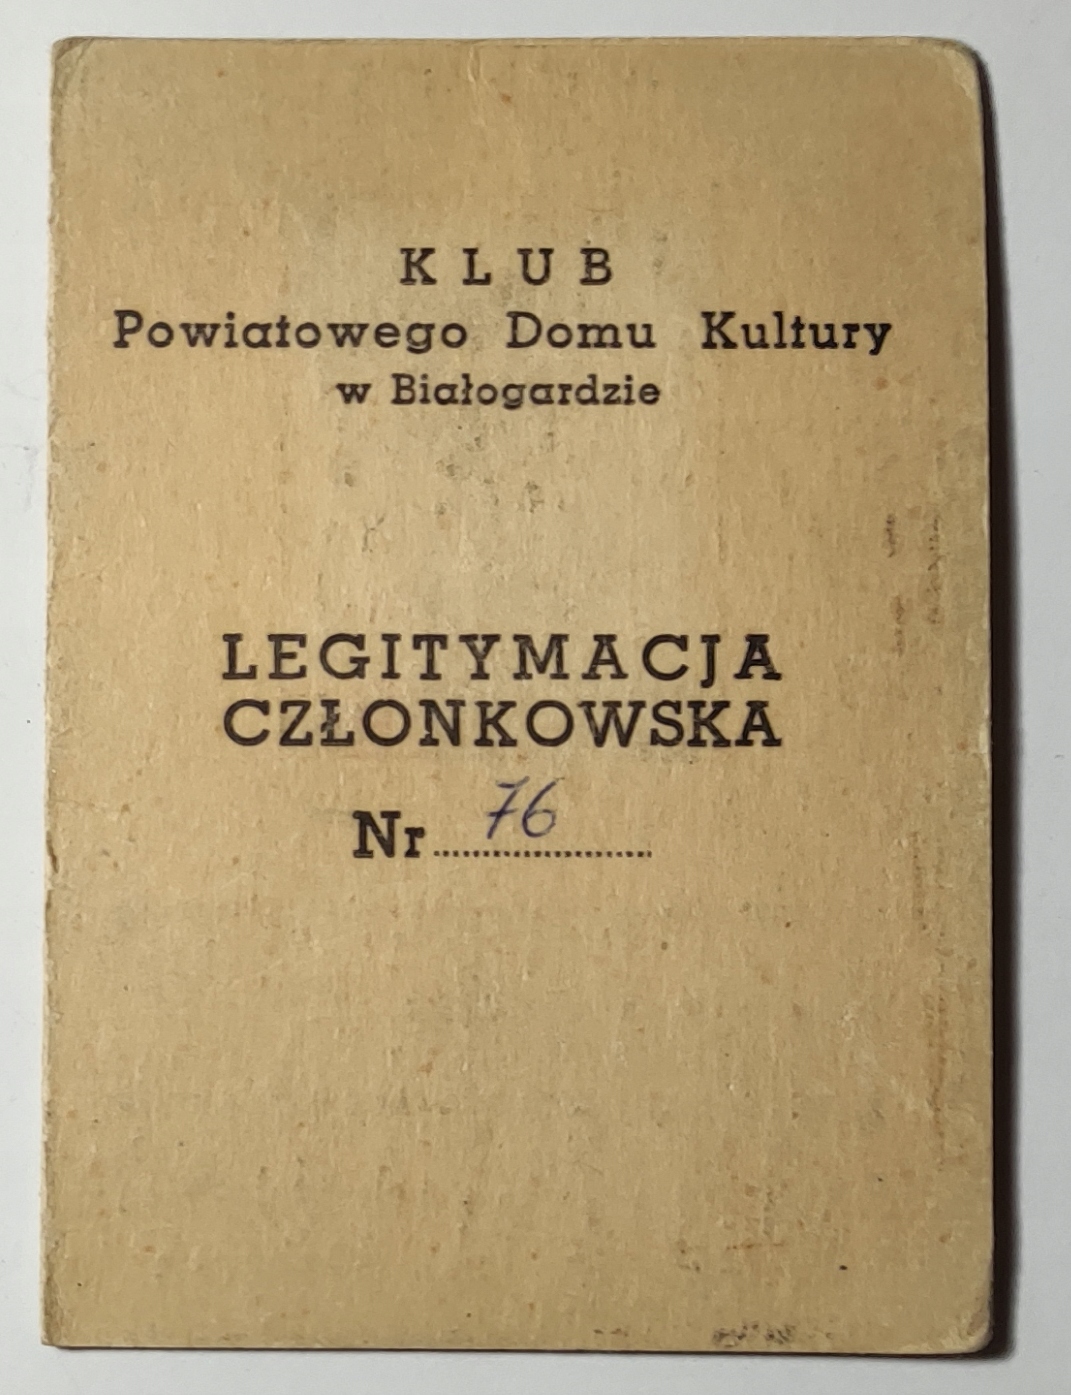 KLUB
Powiatowego Domu Kultury
w Białogardzie
LEGITYMACJA
CZŁONKOWSKA
Nr 76